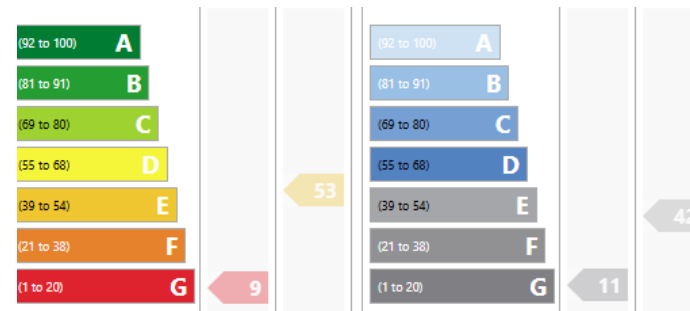 (92 to 100) A
(81 to 91) B
(69 to 80) C
(55 to 68) D
53
(39 to 54) E
(21 to 38) F
(1 to 20) G
9
(92 to 100) A
(81 to 91) B
(69 to 80) C
(55 to 68) D
(39 to 54) E
42
(21 to 38) F
(1 to 20) G
11